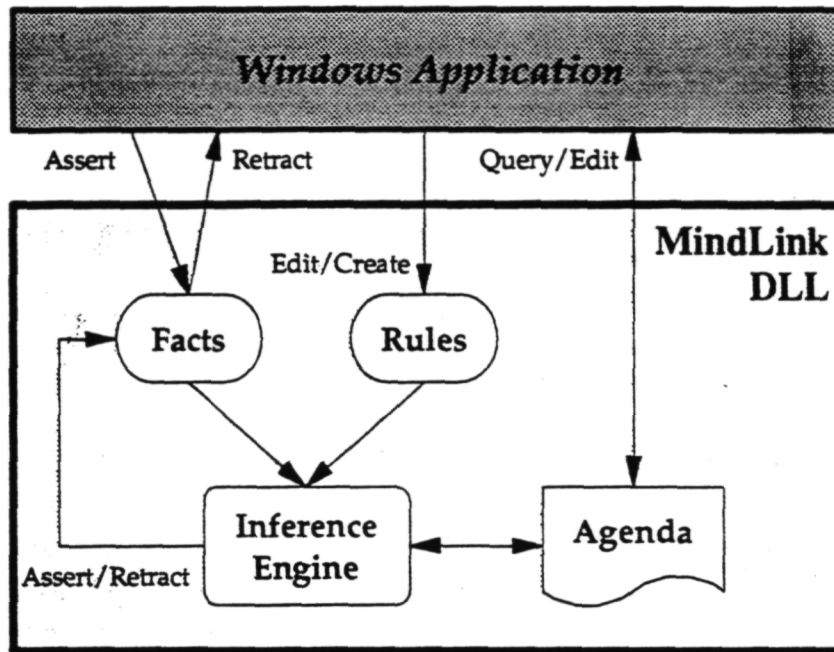 Windows Application
Assert
Retract
Query/Edit
MindLink
DLL
Edit/Create
Facts
Rules
Inference
Engine
Agenda
Assert/Retract